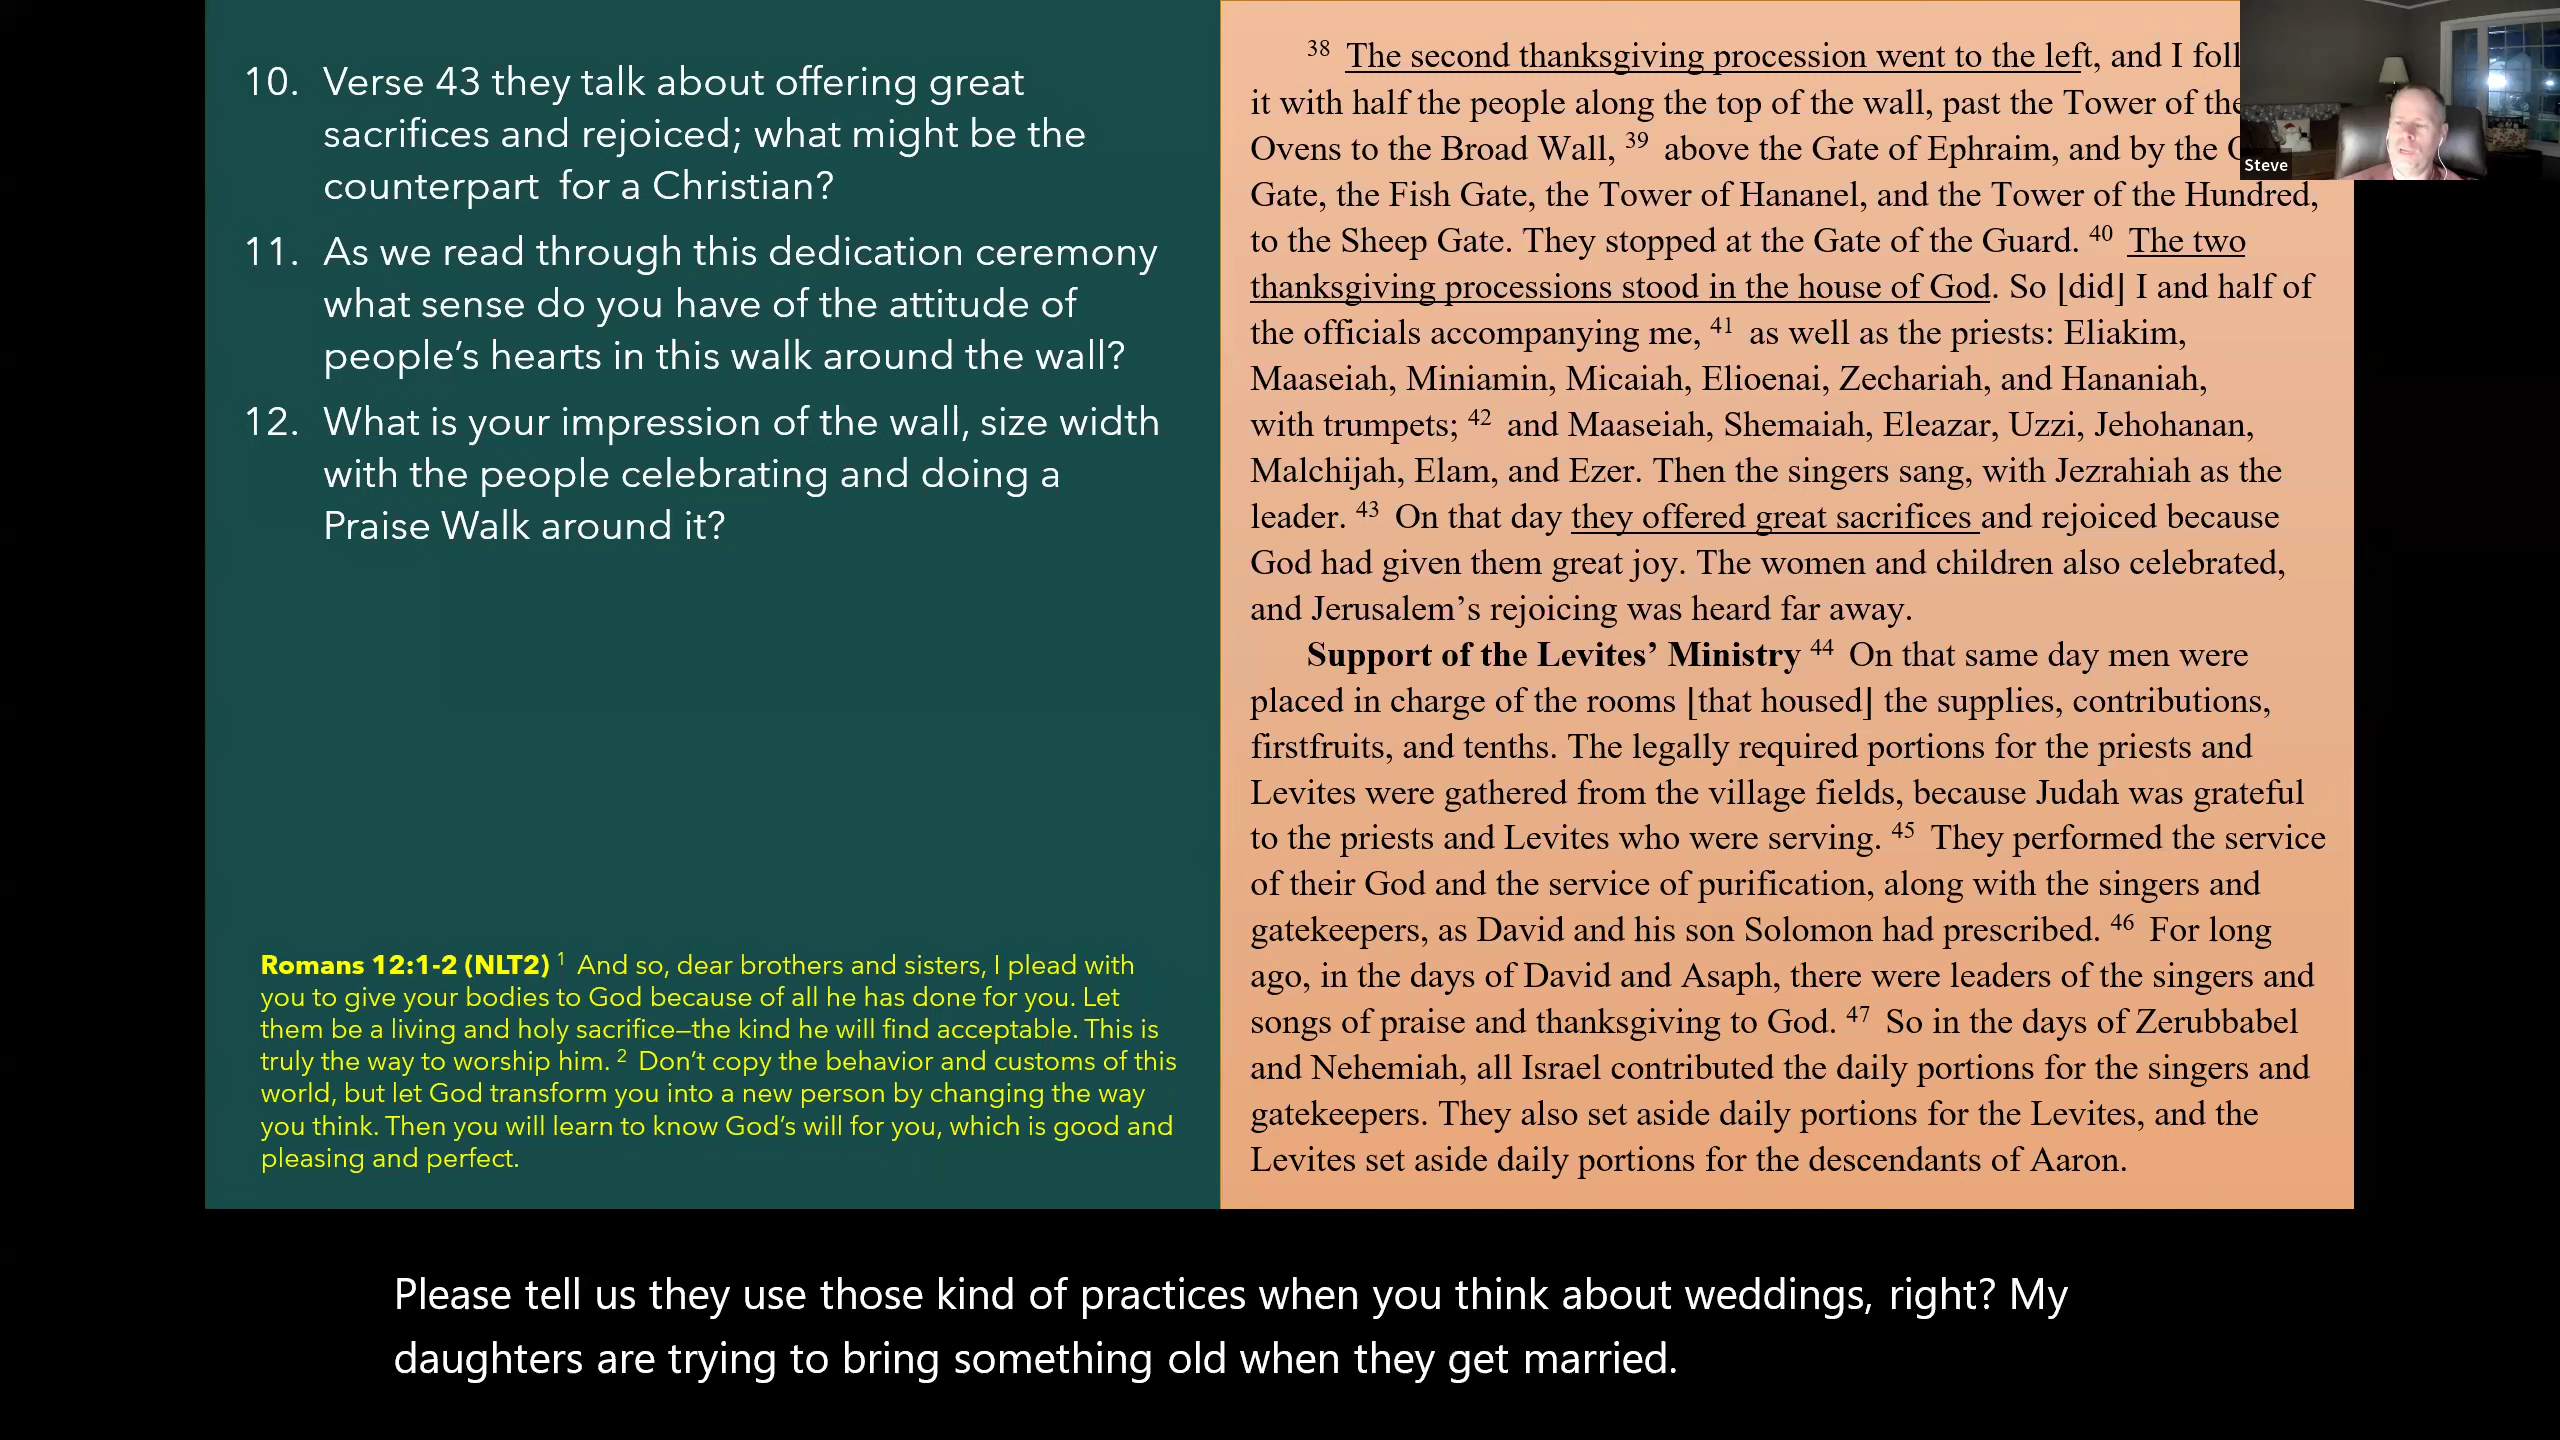 10. Verse 43 they talk about offering great
sacrifices and rejoiced; what might be the
counterpart for a Christian?
11. As we read through this dedication ceremony
what sense do you have of the attitude of
people's hearts in this walk around the wall?
12. What is your impression of the wall, size width
with the people celebrating and doing a
Praise Walk around it?
Romans 12:1-2 (NLT2) 1 And so, dear brothers and sisters, I plead with
you to give your bodies to God because of all he has done for you. Let
them be a living and holy sacrifice—the kind he will find acceptable. This is
truly the way to worship him. 2 Don't copy the behavior and customs of this
world, but let God transform you into a new person by changing the way
you think. Then you will learn to know God's will for you, which is good and
pleasing and perfect.
38 The second thanksgiving procession went to the left, and I
it with half the people along the top of the wall, past the Tower of the
Ovens to the Broad Wall, 39 above the Gate of Ephraim, and by the
Gate, the Fish Gate, the Tower of Hananel, and the Tower of the Hundred,
to the Sheep Gate. They stopped at the Gate of the Guard. 40 The two
thanksgiving processions stood in the house of God. So [did] I and half of
the officials accompanying me, 41 as well as the priests: Eliakim,
Maaseiah, Miniamin, Micaiah, Elioenai, Zechariah, and Hananiah,
with trumpets; 42 and Maaseiah, Shemaiah, Eleazar, Uzzi, Jehohanan,
Malchijah, Elam, and Ezer. Then the singers sang, with Jezrahiah as the
leader. 43 On that day they offered great sacrifices and rejoiced because
God had given them great joy. The women and children also celebrated,
and Jerusalem's rejoicing was heard far away.
Support of the Levites' Ministry 44 On that same day men were
placed in charge of the rooms [that housed] the supplies, contributions,
firstfruits, and tenths. The legally required portions for the priests and
Levites were gathered from the village fields, because Judah was grateful
to the priests and Levites who were serving. 45 They performed the service
of their God and the service of purification, along with the singers and
gatekeepers, as David and his son Solomon had prescribed. 46 For long
ago, in the days of David and Asaph, there were leaders of the singers and
songs of praise and thanksgiving to God. 47 So in the days of Zerubbabel
and Nehemiah, all Israel contributed the daily portions for the singers and
gatekeepers. They also set aside daily portions for the Levites, and the
Levites set aside daily portions for the descendants of Aaron.
Steve
Please tell us they use those kind of practices when you think about weddings, right? My
daughters are trying to bring something old when they get married.